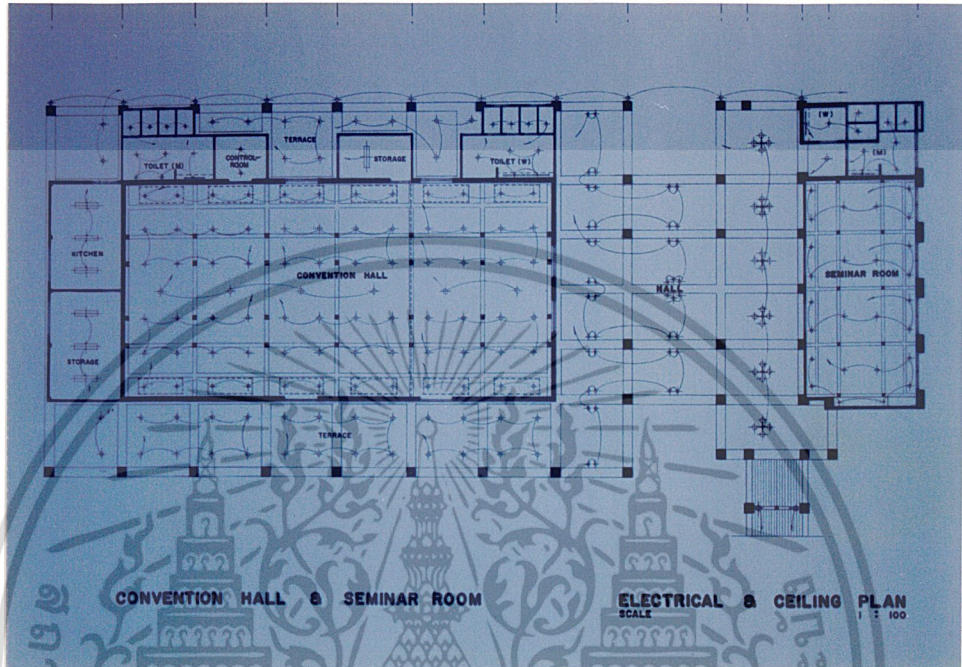 (W)
TERRACE
CONTROL-
ROOM
STORAGE
TOILET (M)
TOILET (W)
(M)
KITCHEN
CONVENTION HALL
SEMINAR ROOM
HALL
STORAGE
TERRACE
CONVENTION HALL & SEMINAR ROOM
ELECTRICAL & CEILING PLAN
SCALE 1 : 100